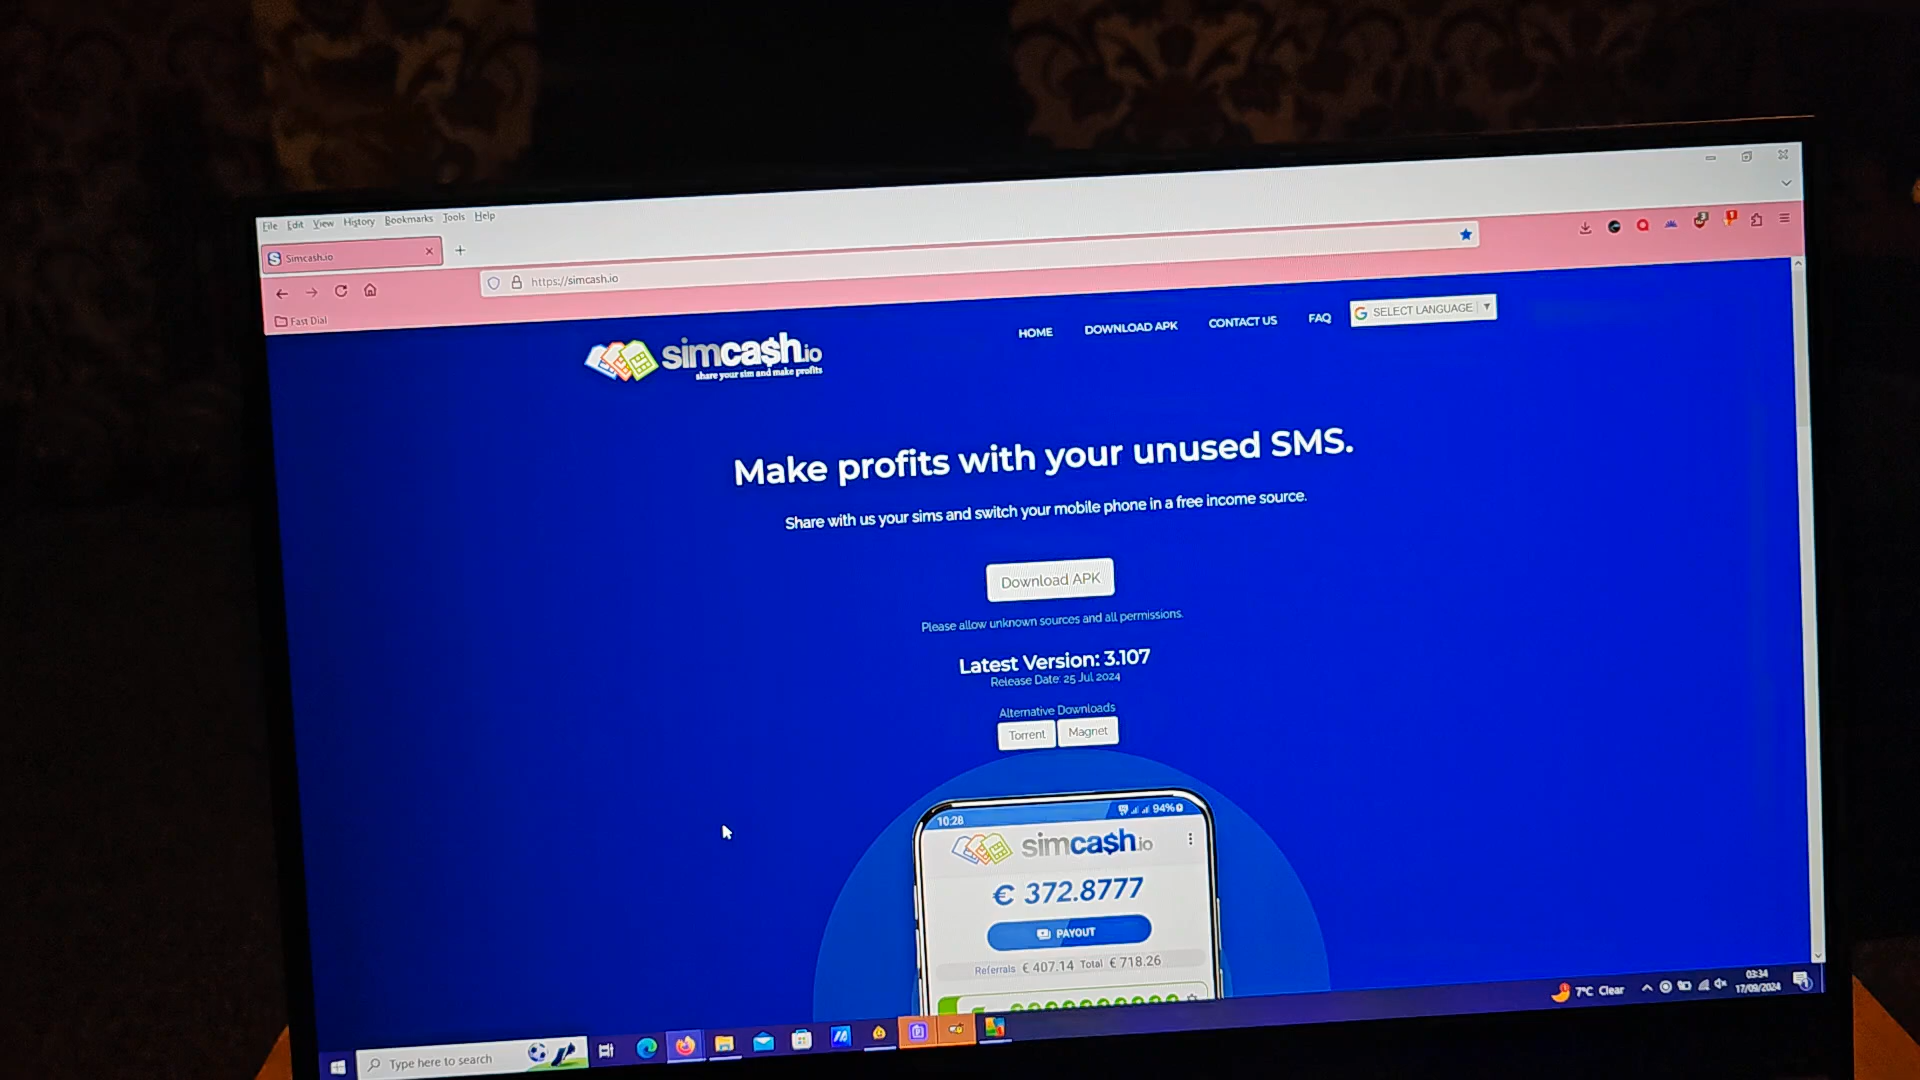 File Edit View History Bookmarks Tools Help
Simcash.io
https://simcash.io
Fast Dial
simca$h.io
share your sim and make profits
HOME DOWNLOAD APK CONTACT US FAQ SELECT LANGUAGE
Make profits with your unused SMS.
Share with us your sims and switch your mobile phone in a free income source.
Download APK
Please allow unknown sources and all permissions.
Latest Version: 3.107
Release Date: 25 Jul 2024
Alternative Downloads
Torrent Magnet
10:28 94%
simca$h.io
€ 372.8777
PAYOUT
Referrals € 407.14 Total € 718.26
Type here to search
7°C Clear
03:34
17/09/2024